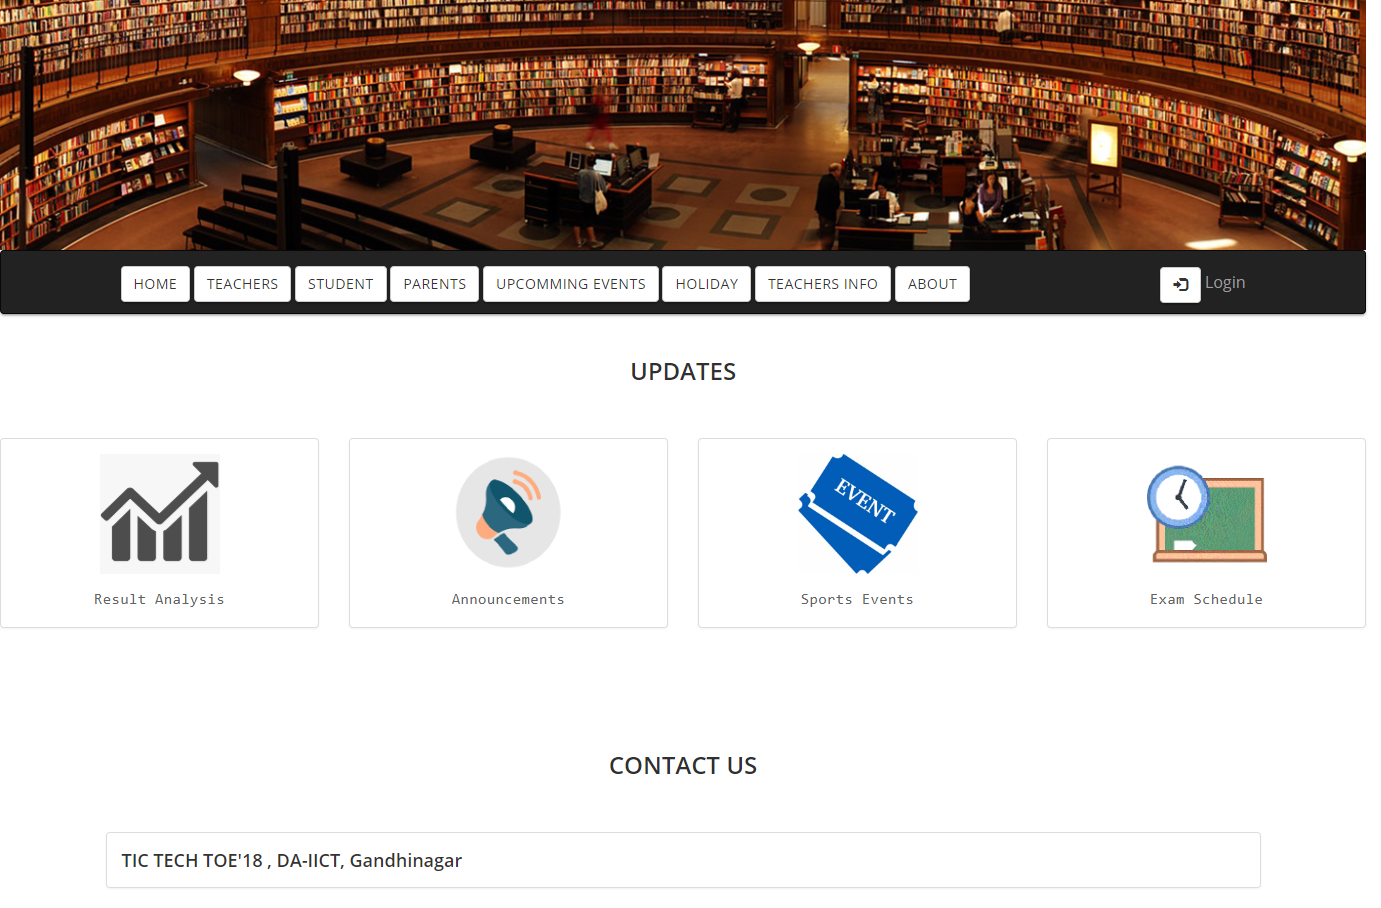 HOME TEACHERS STUDENT PARENTS UPCOMMING EVENTS HOLIDAY TEACHERS INFO ABOUT Login
UPDATES
EVENT
Result Analysis Announcements Sports Events Exam Schedule
CONTACT US
TIC TECH TOE'18 , DA-IICT, Gandhinagar